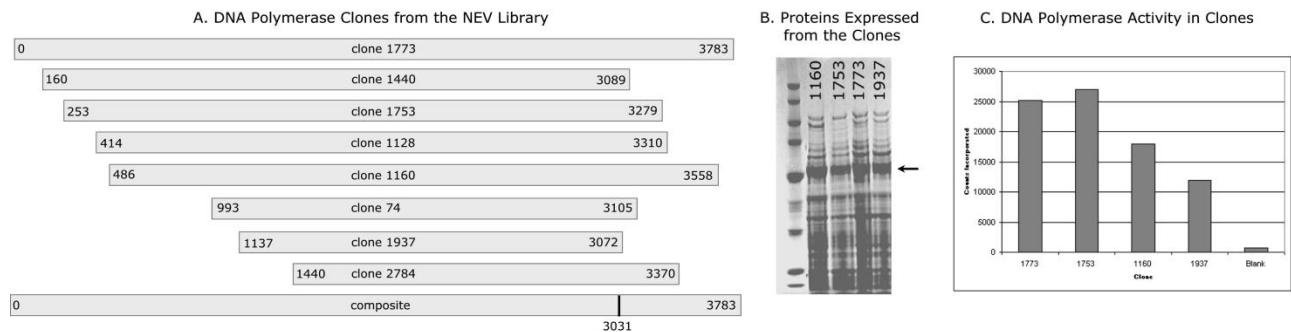 A. DNA Polymerase Clones from the NEV Library
0 clone 1773 3783
160 clone 1440 3089
253 clone 1753 3279
414 clone 1128 3310
486 clone 1160 3558
993 clone 74 3105
1137 clone 1937 3072
1440 clone 2784 3370
0 composite 3783
3031
B. Proteins Expressed
from the Clones
1160
1753
1773
1937
C. DNA Polymerase Activity in Clones
Counts Incorporated
30000
25000
20000
15000
10000
5000
0
1773 1753 1160 1937 Blank
Clone